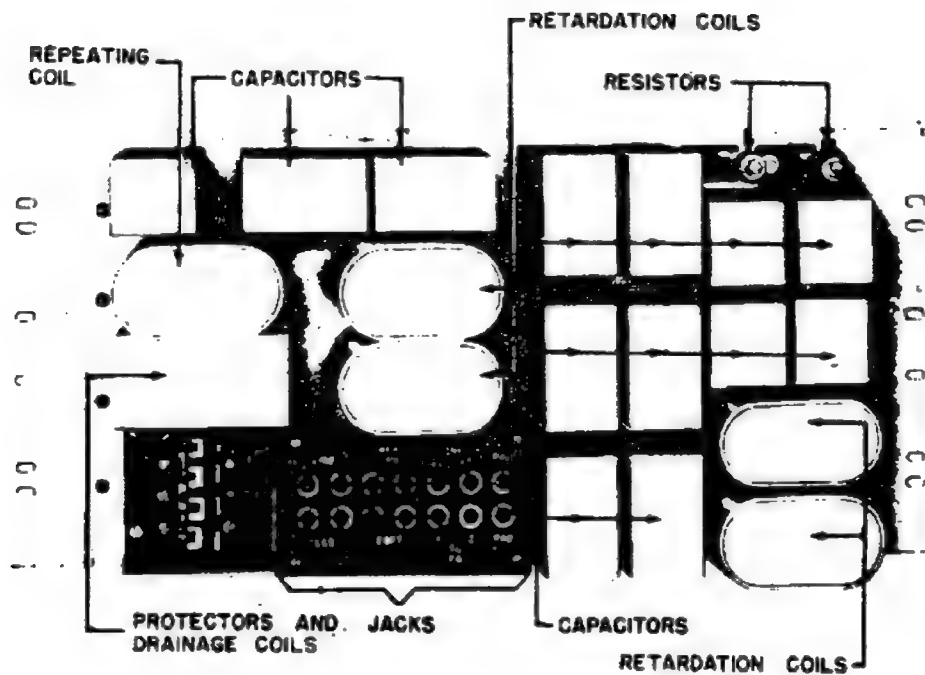 RETARDATION COILS
REPEATING
COIL
CAPACITORS
RESISTORS
PROTECTORS AND JACKS
DRAINAGE COILS
CAPACITORS
RETARDATION COILS